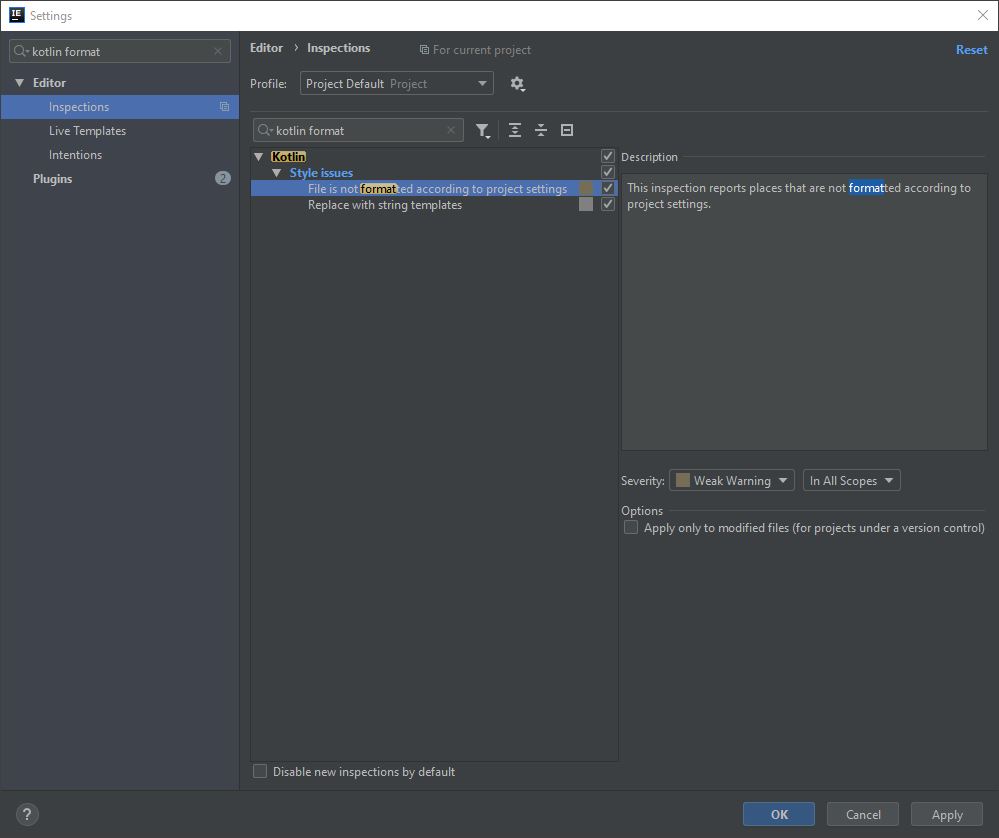 IE Settings
kotlin format
Editor
Inspections
Live Templates
Intentions
Plugins 2
Editor › Inspections For current project Reset
Profile: Project Default Project
kotlin format
Kotlin
Style issues
File is not formatted according to project settings
Replace with string templates
Disable new inspections by default
Description
This inspection reports places that are not formatted according to
project settings.
Severity: Weak Warning In All Scopes
Options
Apply only to modified files (for projects under a version control)
? OK Cancel Apply